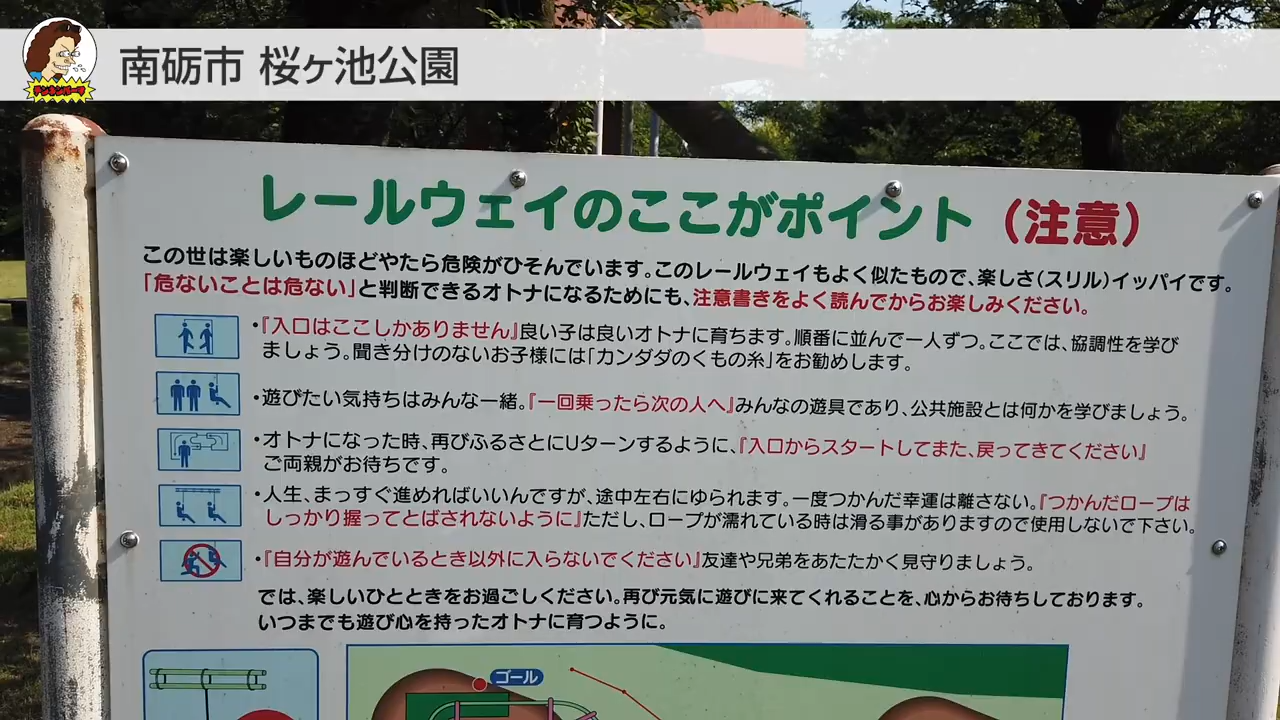 南砺市 桜ヶ池公園
レールウェイのここがポイント（注意）
この世は楽しいものほどやたら危険がひそんでいます。このレールウェイもよく似たもので、楽しさ（スリル）イッパイです。
「危ないことは危ない」と判断できるオトナになるためにも、注意書きをよく読んでからお楽しみください。
・『入口はここしかありません』良い子は良いオトナに育ちます。順番に並んで一人ずつ。ここでは、協調性を学び
ましょう。聞き分けのないお子様には「カンダダのくもの糸」をお勧めします。
・遊びたい気持ちはみんな一緒。『一回乗ったら次の人へ』みんなの遊具であり、公共施設とは何かを学びましょう。
・オトナになった時、再びふるさとにUターンするように、『入口からスタートしてまた、戻ってきてください』
ご両親がお待ちです。
・人生、まっすぐ進めればいいんですが、途中左右にゆられます。一度つかんだ幸運は離さない。『つかんだロープは
しっかり握ってとばされないように』ただし、ロープが濡れている時は滑る事がありますので使用しないで下さい。
・『自分が遊んでいるとき以外に入らないでください』友達や兄弟をあたたかく見守りましょう。
では、楽しいひとときをお過ごしください。再び元気に遊びに来てくれることを、心からお待ちしております。
いつまでも遊び心を持ったオトナに育つように。
ゴール